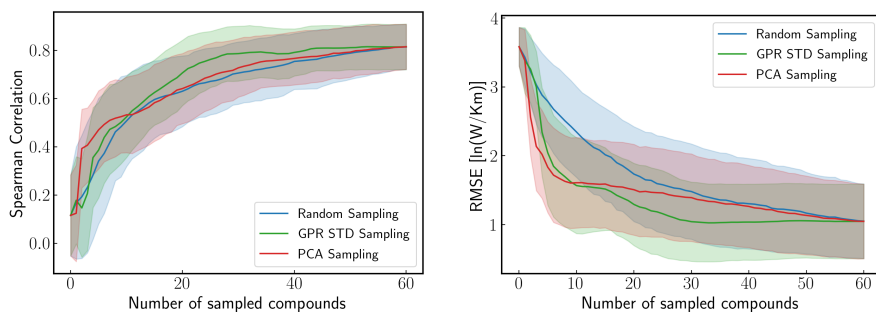 Spearman Correlation
0.8
0.6
0.4
0.2
0.0
Random Sampling
GPR STD Sampling
PCA Sampling
0
20
40
60
Number of sampled compounds
RMSE [ln(W/Km)]
4
3
2
1
Random Sampling
GPR STD Sampling
PCA Sampling
0
10
20
30
40
50
60
Number of sampled compounds